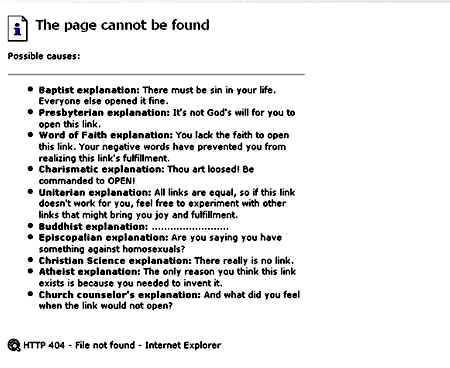 The page cannot be found
Possible causes:
Baptist explanation: There must be sin in your life.
Everyone else opened it fine.
Presbyterian explanation: It's not God's will for you to
open this link.
Word of Faith explanation: You lack the faith to open
this link. Your negative words have prevented you from
realizing this link's fulfillment.
Charismatic explanation: Thou art loosed! Be
commanded to OPEN!
Unitarian explanation: All links are equal, so if this link
doesn't work for you, feel free to experiment with other
links that might bring you joy and fulfillment.
Buddhist explanation: .........................
Episcopalian explanation: Are you saying you have
something against homosexuals?
Christian Science explanation: There really is no link.
Atheist explanation: The only reason you think this link
exists is because you needed to invent it.
Church counselor's explanation: And what did you feel
when the link would not open?
HTTP 404 - File not found - Internet Explorer